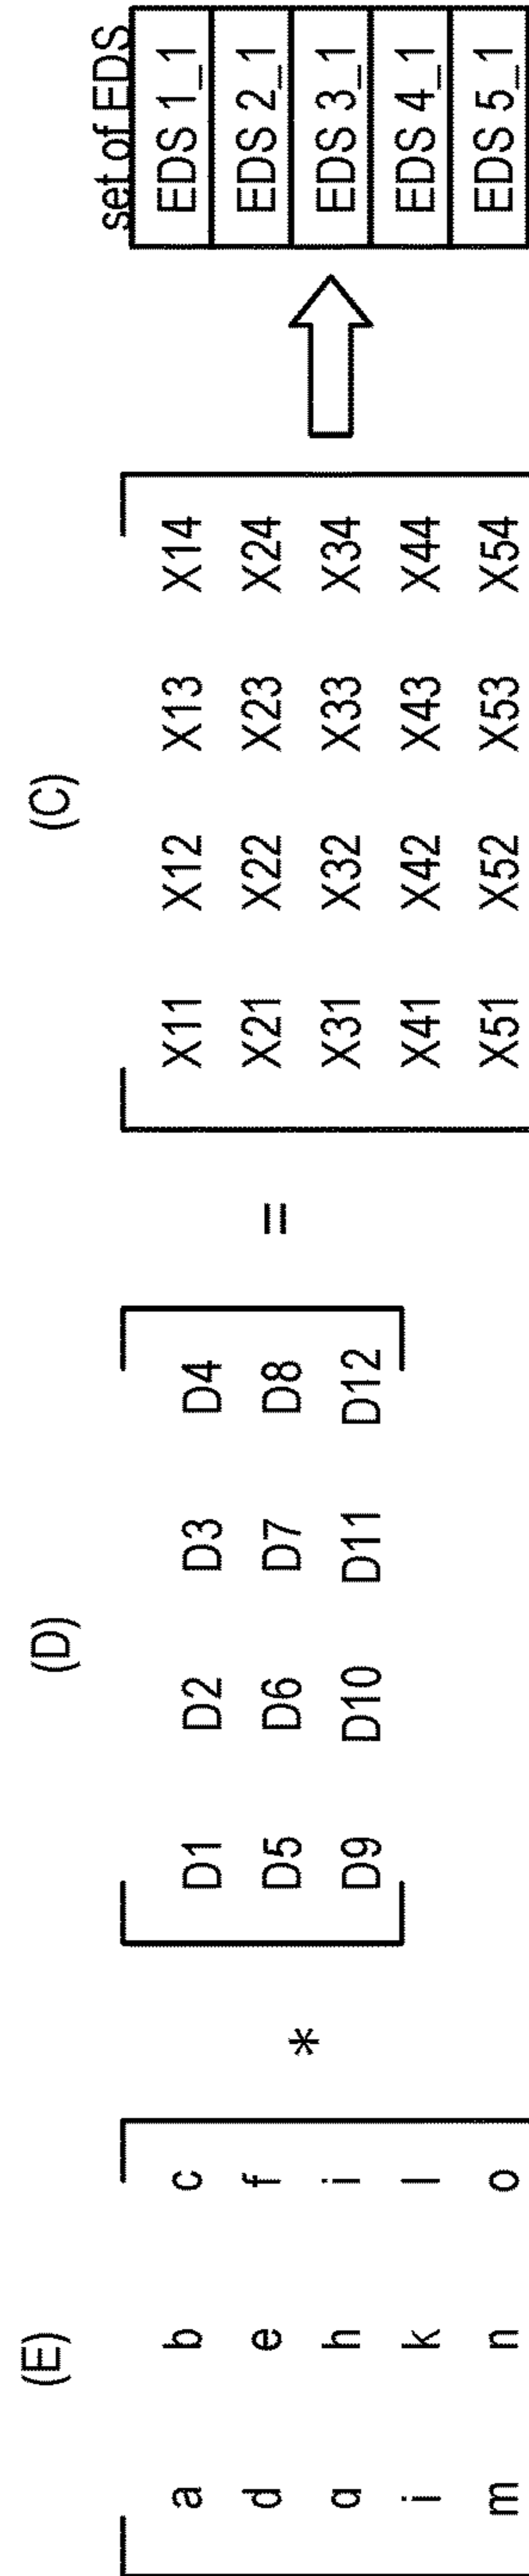 (E) (D) (C) set of EDS
a b c D1 D2 D3 D4 X11 X12 X13 X14 EDS 1_1
d e f * D5 D6 D7 D8 = X21 X22 X23 X24 EDS 2_1
g h i D9 D10 D11 D12 X31 X32 X33 X34 EDS 3_1
j k l X41 X42 X43 X44 EDS 4_1
m n o X51 X52 X53 X54 EDS 5_1